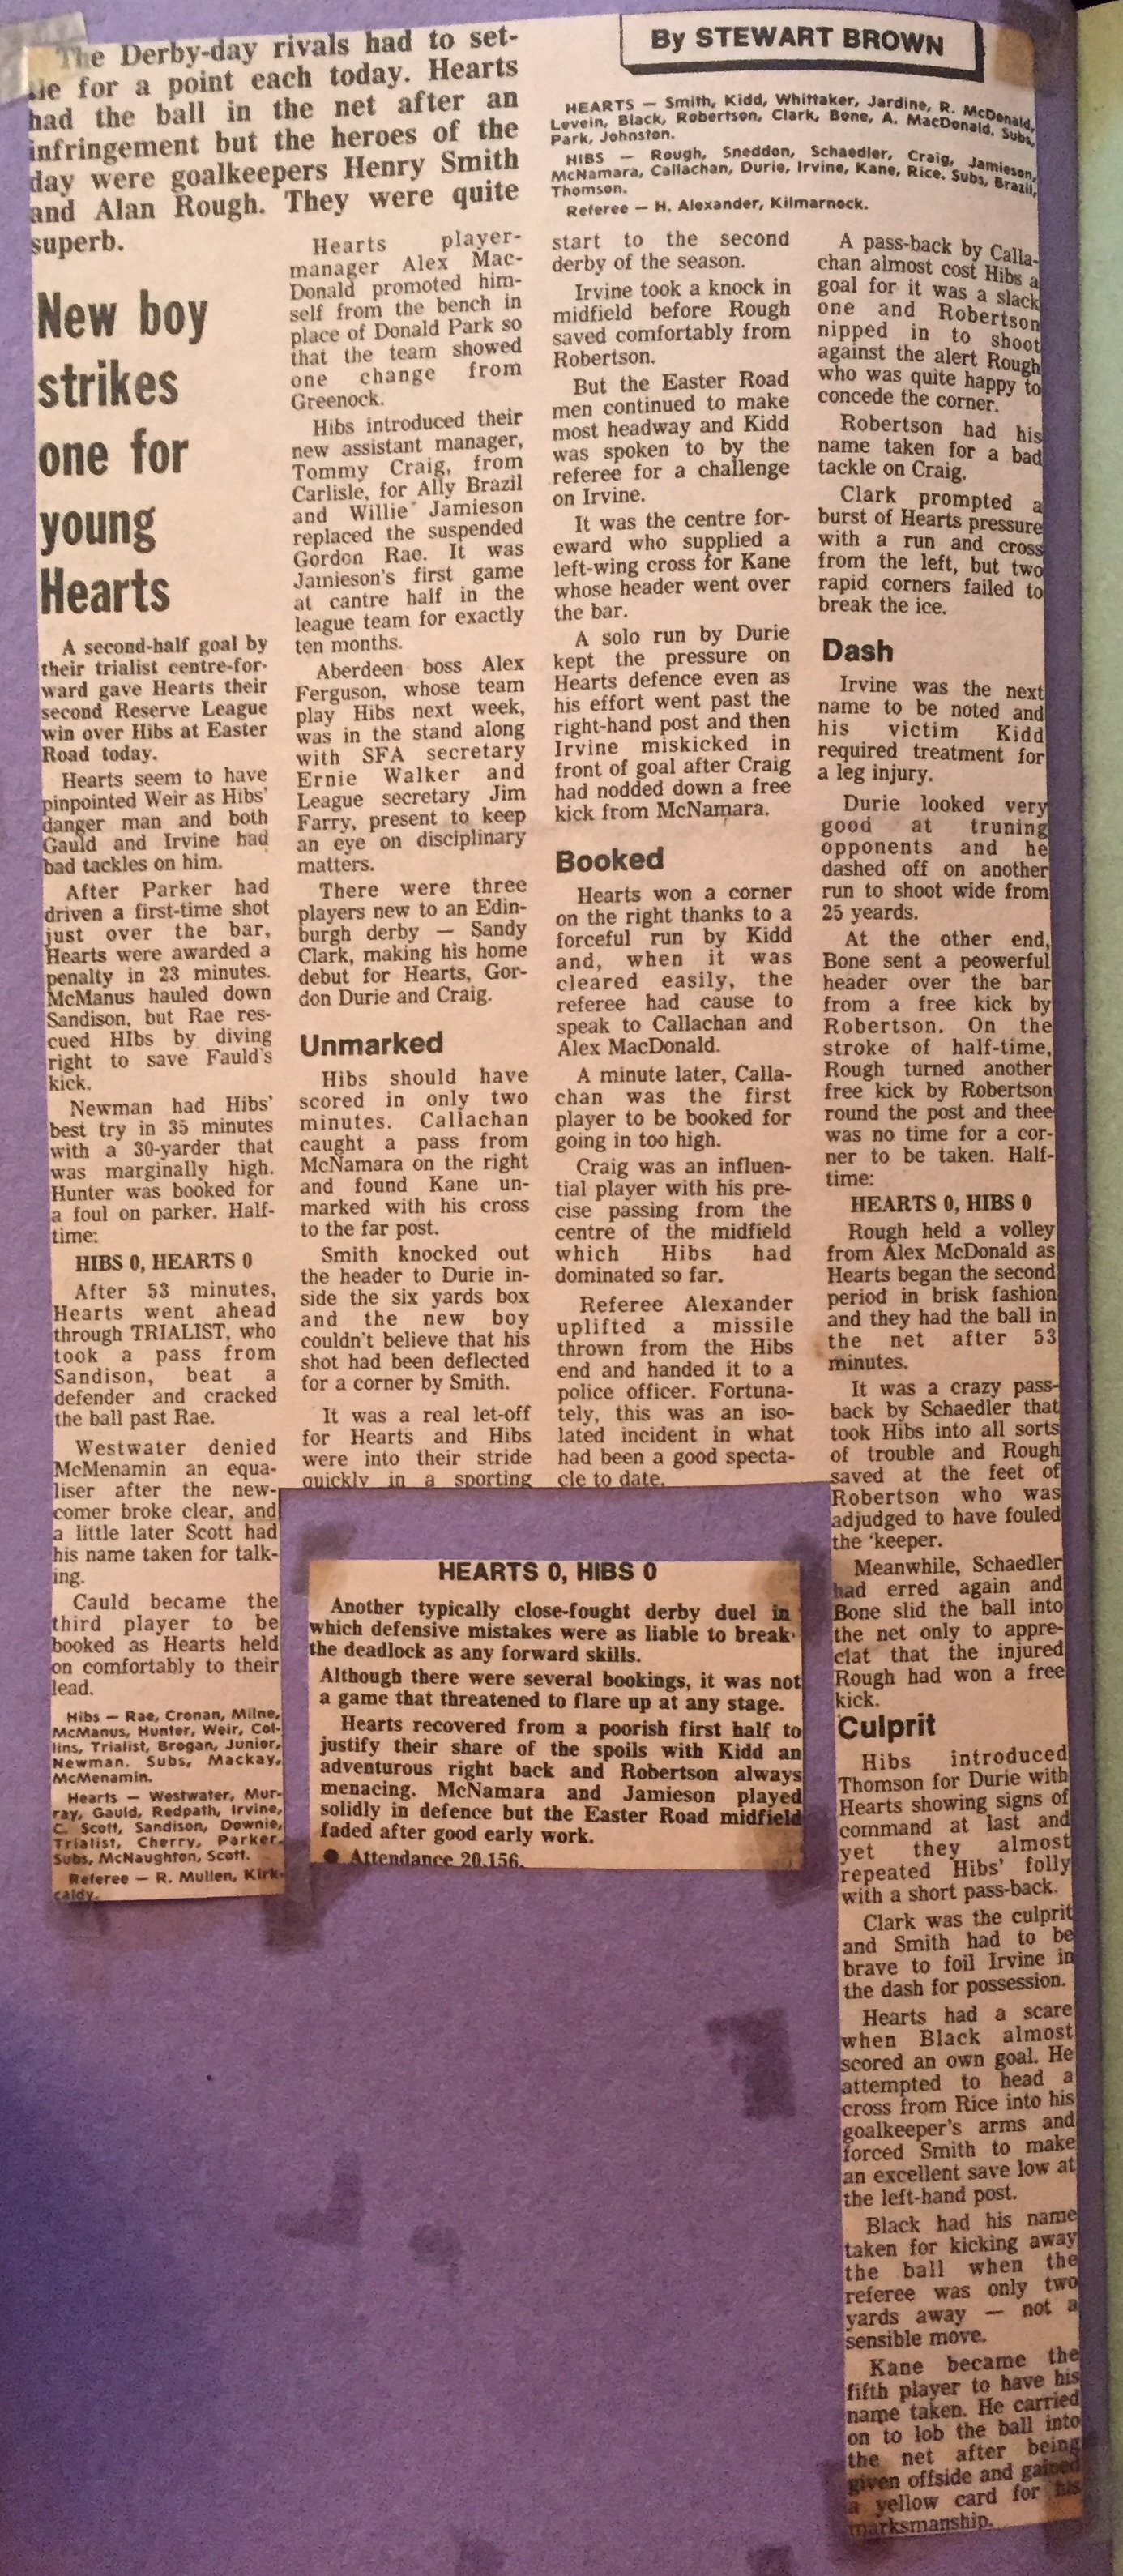 The Derby-day rivals had to set-
tle for a point each today. Hearts
had the ball in the net after an
infringement but the heroes of the
day were goalkeepers Henry Smith
and Alan Rough. They were quite
superb.
By STEWART BROWN
HEARTS — Smith, Kidd, Whittaker, Jardine, R. McDonald,
Levein, Black, Robertson, Clark, Bone, A. MacDonald. Subs,
Park, Johnston.
HIBS — Rough, Sneddon, Schaedler, Craig, Jamieson,
McNamara, Callachan, Durie, Irvine, Kane, Rice. Subs, Brazil,
Thomson.
Referee — H. Alexander, Kilmarnock.
New boy
strikes
one for
young
Hearts
A second-half goal by
their trialist centre-for-
ward gave Hearts their
second Reserve League
win over Hibs at Easter
Road today.
Hearts seem to have
pinpointed Weir as Hibs'
danger man and both
Gauld and Irvine had
bad tackles on him.
After Parker had
driven a first-time shot
just over the bar,
Hearts were awarded a
penalty in 23 minutes.
McManus hauled down
Sandison, but Rae res-
cued HIbs by diving
right to save Fauld's
kick.
Newman had Hibs'
best try in 35 minutes
with a 30-yarder that
was marginally high.
Hunter was booked for
a foul on parker. Half-
time:
HIBS 0, HEARTS 0
After 53 minutes,
Hearts went ahead
through TRIALIST, who
took a pass from
Sandison, beat a
defender and cracked
the ball past Rae.
Westwater denied
McMenamin an equa-
liser after the new-
comer broke clear, and
a little later Scott had
his name taken for talk-
ing.
Cauld became the
third player to be
booked as Hearts held
on comfortably to their
lead.
Hibs — Rae, Cronan, Milne,
McManus, Hunter, Weir, Col-
lins, Trialist, Brogan, Junior,
Newman. Subs, Mackay,
McMenamin.
Hearts — Westwater, Mur-
ray, Gauld, Redpath, Irvine,
C. Scott, Sandison, Downie,
Trialist, Cherry, Parker.
Subs, McNaughton, Scott.
Referee — R. Mullen, Kirk-
caldy.
Hearts player-
manager Alex Mac-
Donald promoted him-
self from the bench in
place of Donald Park so
that the team showed
one change from
Greenock.
Hibs introduced their
new assistant manager,
Tommy Craig, from
Carlisle, for Ally Brazil
and Willie Jamieson
replaced the suspended
Gordon Rae. It was
Jamieson's first game
at cantre half in the
league team for exactly
ten months.
Aberdeen boss Alex
Ferguson, whose team
play Hibs next week,
was in the stand along
with SFA secretary
Ernie Walker and
League secretary Jim
Farry, present to keep
an eye on disciplinary
matters.
There were three
players new to an Edin-
burgh derby — Sandy
Clark, making his home
debut for Hearts, Gor-
don Durie and Craig.
Unmarked
Hibs should have
scored in only two
minutes. Callachan
caught a pass from
McNamara on the right
and found Kane un-
marked with his cross
to the far post.
Smith knocked out
the header to Durie in-
side the six yards box
and the new boy
couldn't believe that his
shot had been deflected
for a corner by Smith.
It was a real let-off
for Hearts and Hibs
were into their stride
quickly in a sporting
start to the second
derby of the season.
Irvine took a knock in
midfield before Rough
saved comfortably from
Robertson.
But the Easter Road
men continued to make
most headway and Kidd
was spoken to by the
referee for a challenge
on Irvine.
It was the centre for-
eward who supplied a
left-wing cross for Kane
whose header went over
the bar.
A solo run by Durie
kept the pressure on
Hearts defence even as
his effort went past the
right-hand post and then
Irvine miskicked in
front of goal after Craig
had nodded down a free
kick from McNamara.
Booked
Hearts won a corner
on the right thanks to a
forceful run by Kidd
and, when it was
cleared easily, the
referee had cause to
speak to Callachan and
Alex MacDonald.
A minute later, Calla-
chan was the first
player to be booked for
going in too high.
Craig was an influen-
tial player with his pre-
cise passing from the
centre of the midfield
which Hibs had
dominated so far.
Referee Alexander
uplifted a missile
thrown from the Hibs
end and handed it to a
police officer. Fortuna-
tely, this was an iso-
lated incident in what
had been a good specta-
cle to date.
A pass-back by Calla-
chan almost cost Hibs a
goal for it was a slack
one and Robertson
nipped in to shoot
against the alert Rough
who was quite happy to
concede the corner.
Robertson had his
name taken for a bad
tackle on Craig.
Clark prompted a
burst of Hearts pressure
with a run and cross
from the left, but two
rapid corners failed to
break the ice.
Dash
Irvine was the next
name to be noted and
his victim Kidd
required treatment for
a leg injury.
Durie looked very
good at truning
opponents and he
dashed off on another
run to shoot wide from
25 yeards.
At the other end,
Bone sent a peowerful
header over the bar
from a free kick by
Robertson. On the
stroke of half-time,
Rough turned another
free kick by Robertson
round the post and thee
was no time for a cor-
ner to be taken. Half-
time:
HEARTS 0, HIBS 0
Rough held a volley
from Alex McDonald as
Hearts began the second
period in brisk fashion
and they had the ball in
the net after 53
minutes.
It was a crazy pass-
back by Schaedler that
took Hibs into all sorts
of trouble and Rough
saved at the feet of
Robertson who was
adjudged to have fouled
the 'keeper.
Meanwhile, Schaedler
had erred again and
Bone slid the ball into
the net only to appre-
ciat that the injured
Rough had won a free
kick.
Culprit
Hibs introduced
Thomson for Durie with
Hearts showing signs of
command at last and
yet they almost
repeated Hibs' folly
with a short pass-back.
Clark was the culprit
and Smith had to be
brave to foil Irvine in
the dash for possession.
Hearts had a scare
when Black almost
scored an own goal. He
attempted to head a
cross from Rice into his
goalkeeper's arms and
forced Smith to make
an excellent save low at
the left-hand post.
Black had his name
taken for kicking away
the ball when the
referee was only two
yards away — not a
sensible move.
Kane became the
fifth player to have his
name taken. He carried
on to lob the ball into
the net after being
given offside and gained
a yellow card for his
marksmanship.
HEARTS 0, HIBS 0
Another typically close-fought derby duel in
which defensive mistakes were as liable to break
the deadlock as any forward skills.
Although there were several bookings, it was not
a game that threatened to flare up at any stage.
Hearts recovered from a poorish first half to
justify their share of the spoils with Kidd an
adventurous right back and Robertson always
menacing. McNamara and Jamieson played
solidly in defence but the Easter Road midfield
faded after good early work.
● Attendance 20,156.